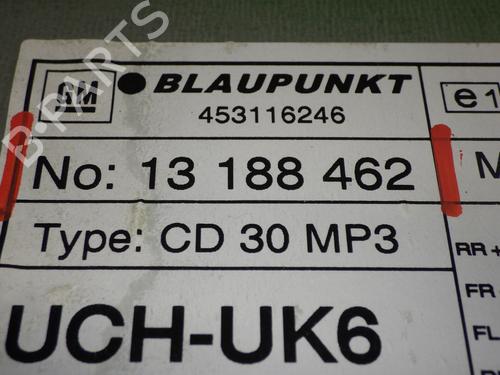 GM BLAUPUNKT
453116246
e1
No: 13 188 462
M
Type: CD 30 MP3
RR +
UCH-UK6
FR
FL
B-PARTS